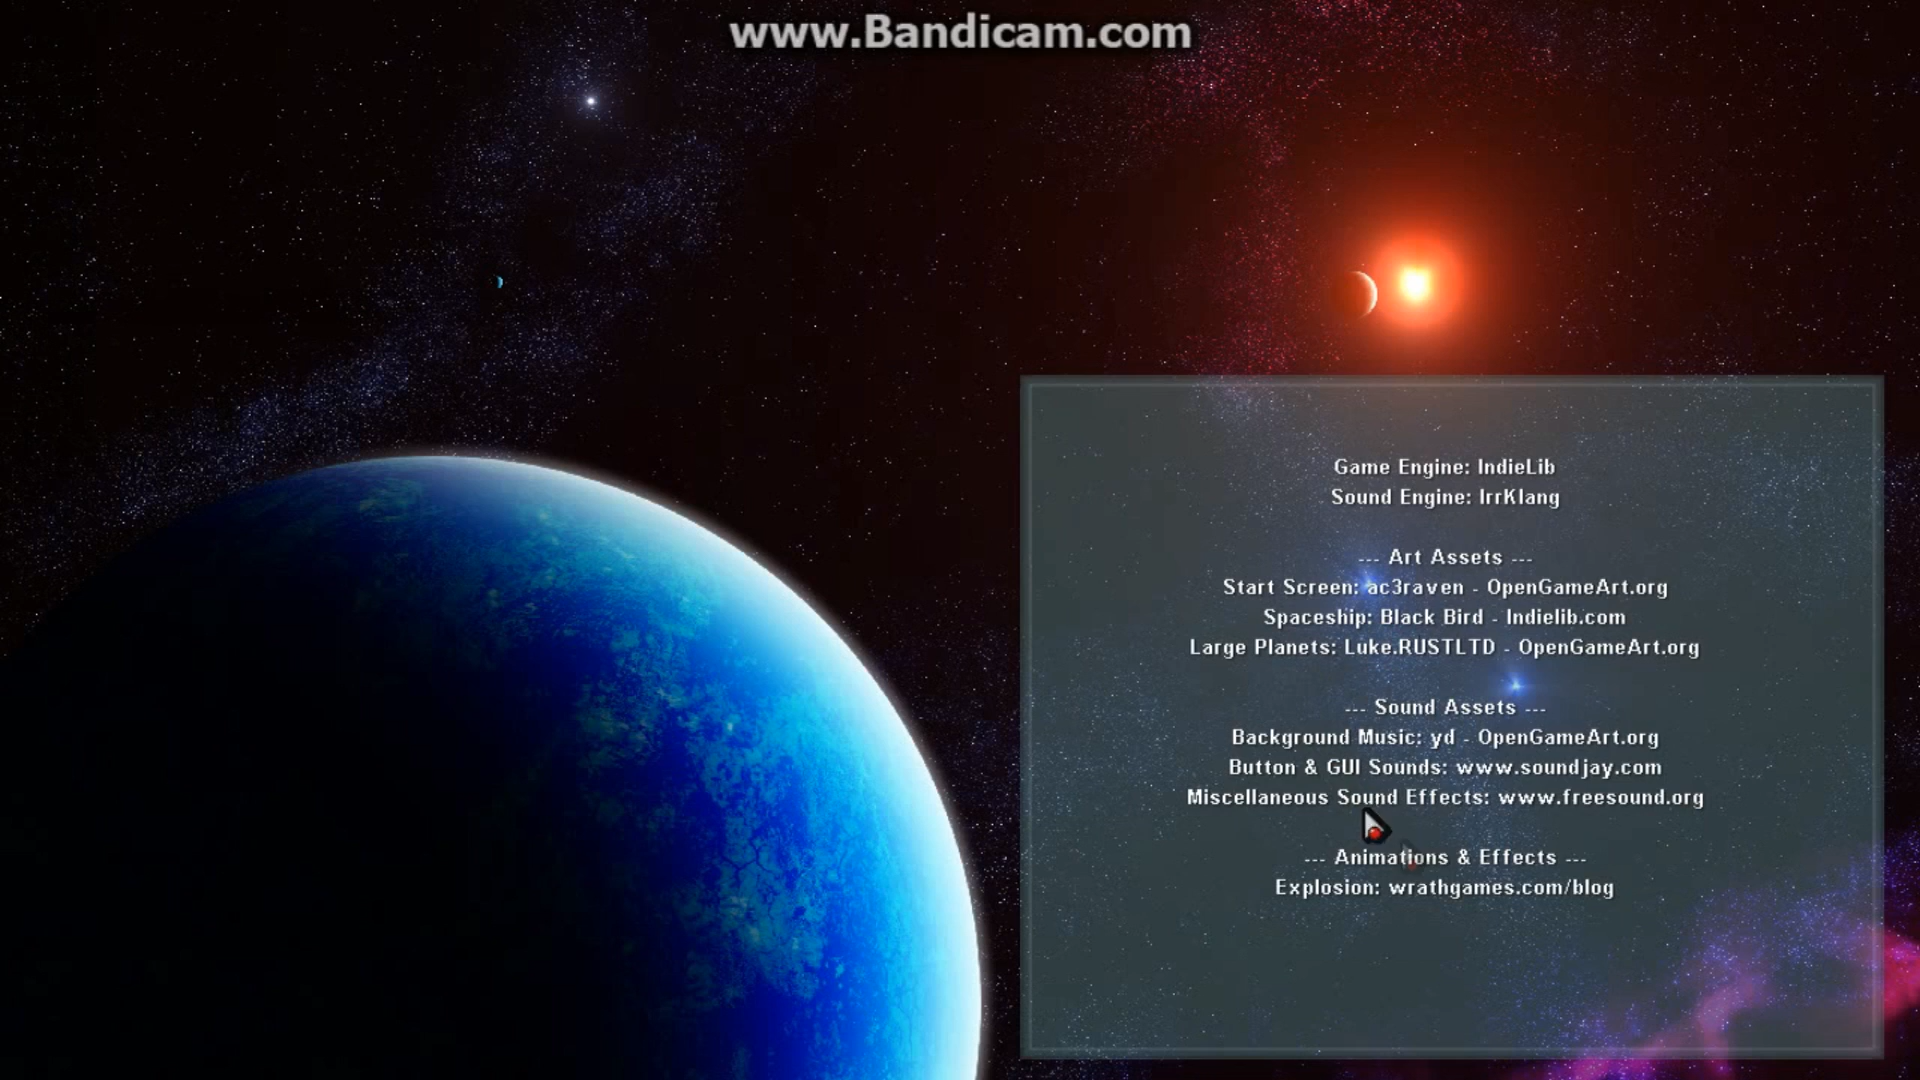 www.Bandicam.com
Game Engine: IndieLib
Sound Engine: IrrKlang
--- Art Assets ---
Start Screen: ac3raven - OpenGameArt.org
Spaceship: Black Bird - Indielib.com
Large Planets: Luke.RUSTLTD - OpenGameArt.org
--- Sound Assets ---
Background Music: yd - OpenGameArt.org
Button & GUI Sounds: www.soundjay.com
Miscellaneous Sound Effects: www.freesound.org
--- Animations & Effects ---
Explosion: wrathgames.com/blog